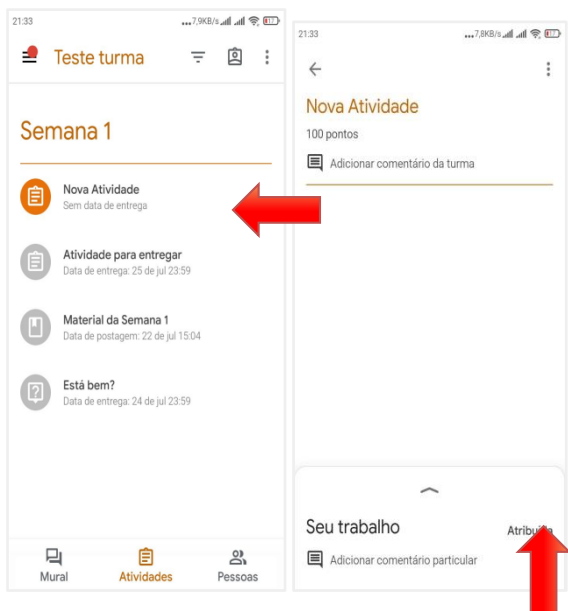 21:33
...7,9KB/s
17
Teste turma
Semana 1
Nova Atividade
Sem data de entrega
Atividade para entregar
Data de entrega: 25 de jul 23:59
Material da Semana 1
Data de postagem: 22 de jul 15:04
Está bem?
Data de entrega: 24 de jul 23:59
Mural
Atividades
Pessoas
21:33
...7,8KB/s
17
Nova Atividade
100 pontos
Adicionar comentário da turma
Seu trabalho
Adicionar comentário particular